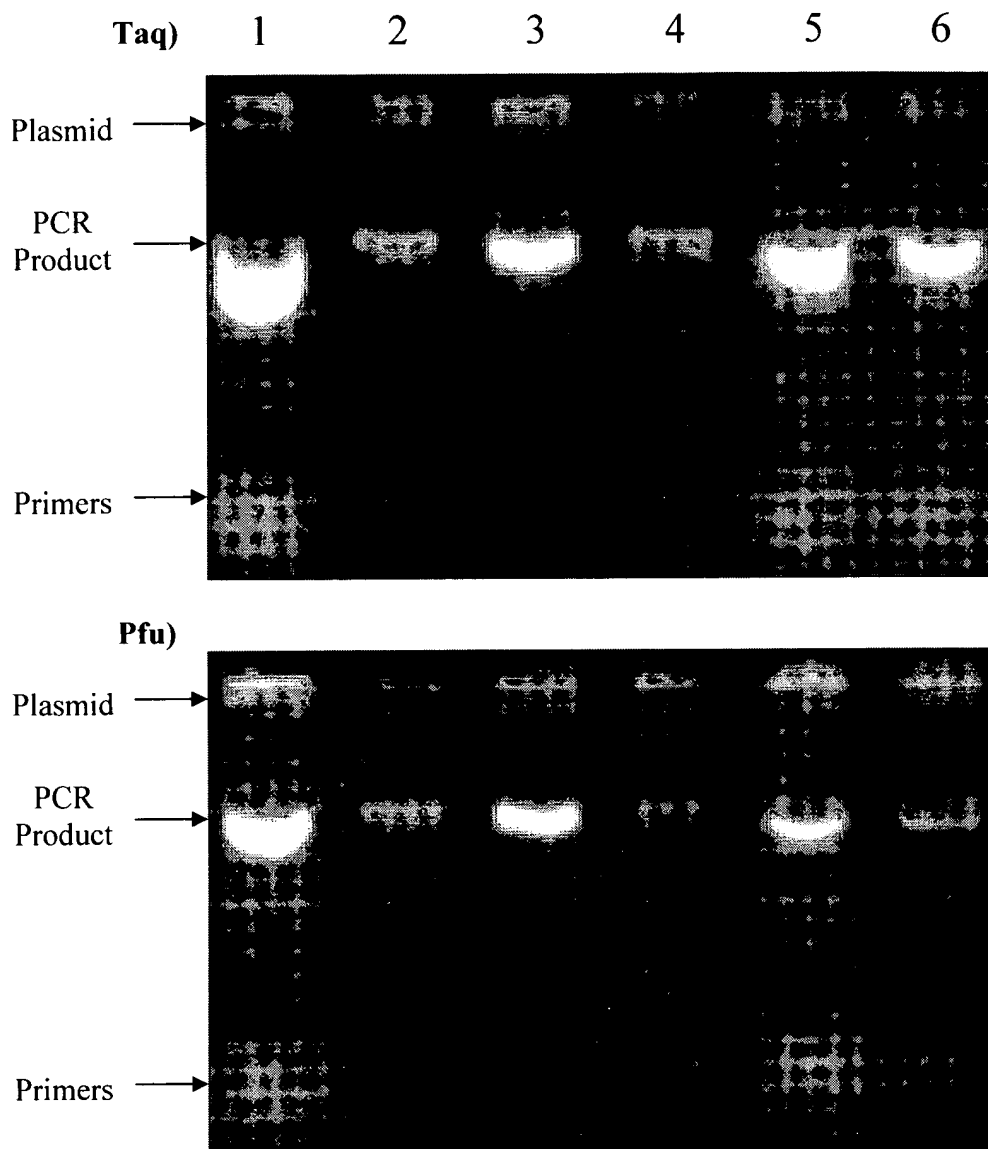 Taq) 1 2 3 4 5 6
Plasmid
PCR
Product
Primers
Pfu)
Plasmid
PCR
Product
Primers